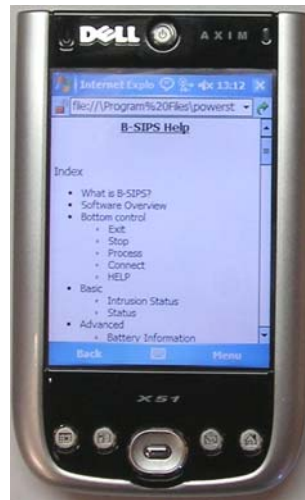 DELL AXIM
Internet Explo 13:12
file://\Program%20Files\powerst
B-SIPS Help
Index
What is B-SIPS?
Software Overview
Bottom control
Exit
Stop
Process
Connect
HELP
Basic
Intrusion Status
Status
Advanced
Battery Information
Back Menu
X51